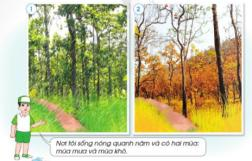 1
2
Nơi tôi sống nóng quanh năm và có hai mùa:
mùa mưa và mùa khô.